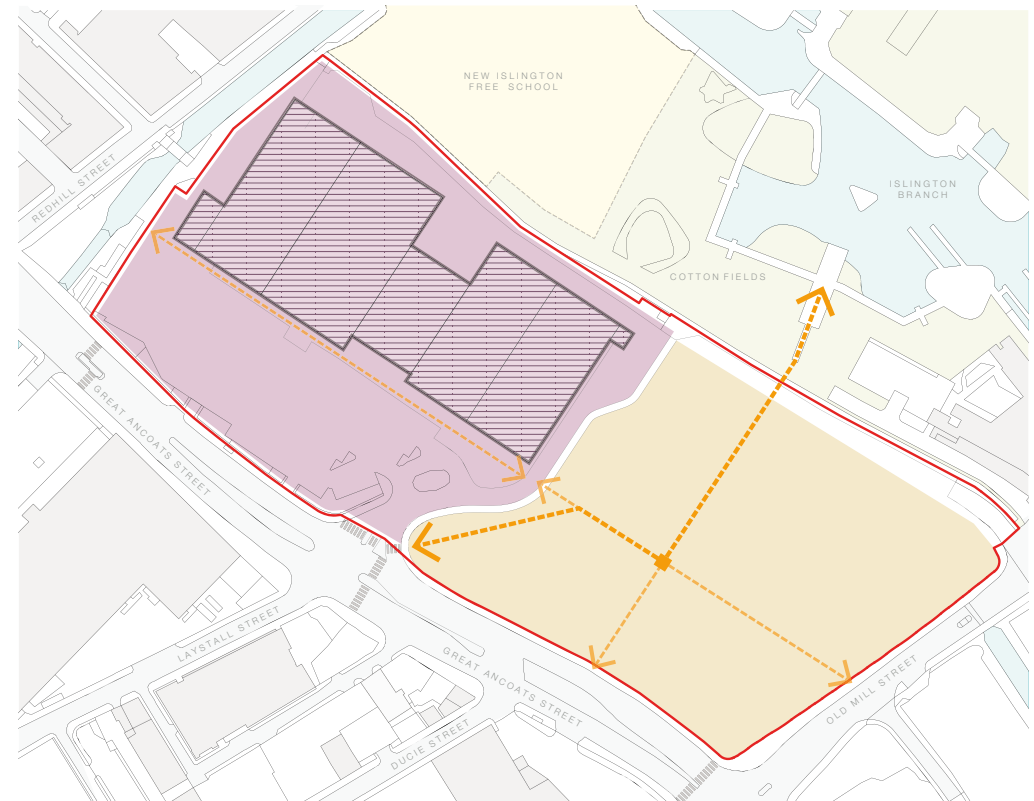 NEW ISLINGTON
FREE SCHOOL
REDHILL STREET
ISLINGTON
BRANCH
COTTON FIELDS
GREAT ANCOATS STREET
LAYSTALL STREET
GREAT ANCOATS STREET
OLD MILL STREET
DUCIE STREET